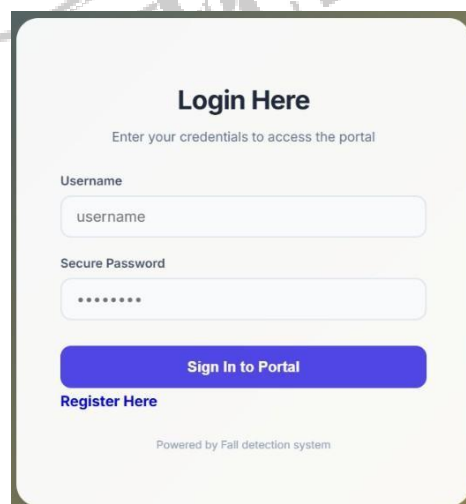 Login Here
Enter your credentials to access the portal
Username
username
Secure Password
••••••••
Sign In to Portal
Register Here
Powered by Fall detection system